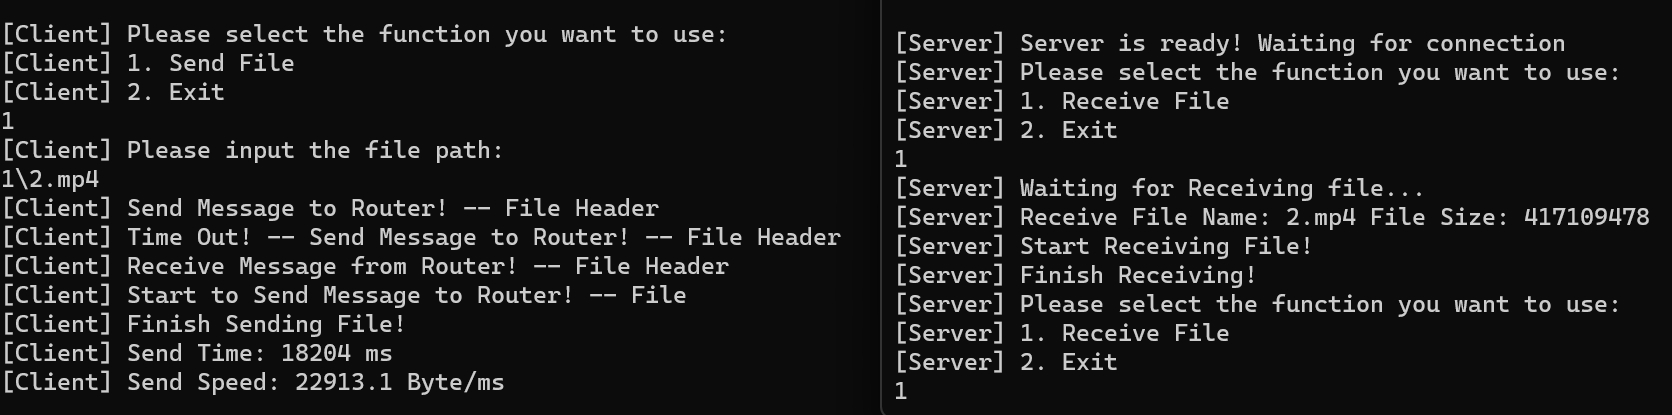 [Client] Please select the function you want to use:
[Client] 1. Send File
[Client] 2. Exit
1
[Client] Please input the file path:
1\2.mp4
[Client] Send Message to Router! -- File Header
[Client] Time Out! -- Send Message to Router! -- File Header
[Client] Receive Message from Router! -- File Header
[Client] Start to Send Message to Router! -- File
[Client] Finish Sending File!
[Client] Send Time: 18204 ms
[Client] Send Speed: 22913.1 Byte/ms
[Server] Server is ready! Waiting for connection
[Server] Please select the function you want to use:
[Server] 1. Receive File
[Server] 2. Exit
1
[Server] Waiting for Receiving file...
[Server] Receive File Name: 2.mp4 File Size: 417109478
[Server] Start Receiving File!
[Server] Finish Receiving!
[Server] Please select the function you want to use:
[Server] 1. Receive File
[Server] 2. Exit
1